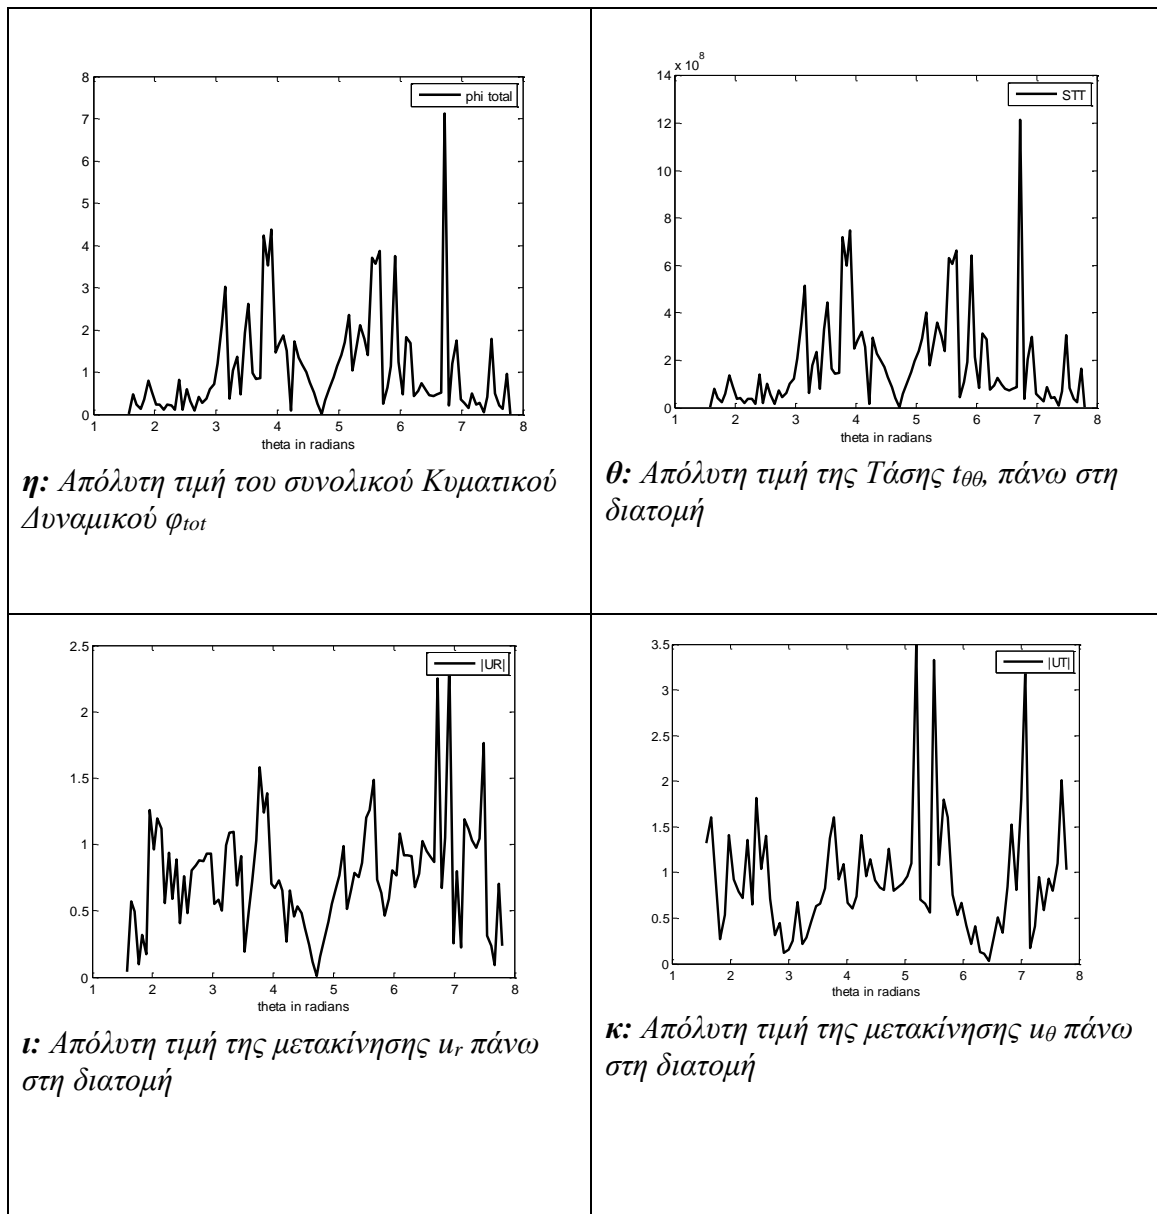 phi total
8
7
6
5
4
3
2
1
0
1 2 3 4 5 6 7 8
theta in radians
η: Απόλυτη τιμή του συνολικού Κυματικού
Δυναμικού φtot
x 10^8
STT
14
12
10
8
6
4
2
0
1 2 3 4 5 6 7 8
theta in radians
θ: Απόλυτη τιμή της Τάσης tθθ, πάνω στη
διατομή
|UR|
2.5
2
1.5
1
0.5
0
1 2 3 4 5 6 7 8
theta in radians
ι: Απόλυτη τιμή της μετακίνησης ur πάνω
στη διατομή
|UT|
3.5
3
2.5
2
1.5
1
0.5
0
1 2 3 4 5 6 7 8
theta in radians
κ: Απόλυτη τιμή της μετακίνησης uθ πάνω
στη διατομή